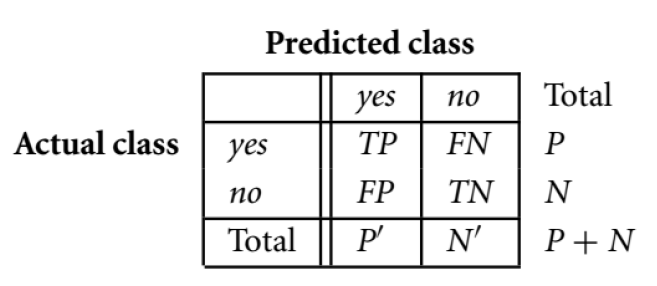 Predicted class
yes no Total
Actual class yes TP FN P
no FP TN N
Total P′ N′ P + N